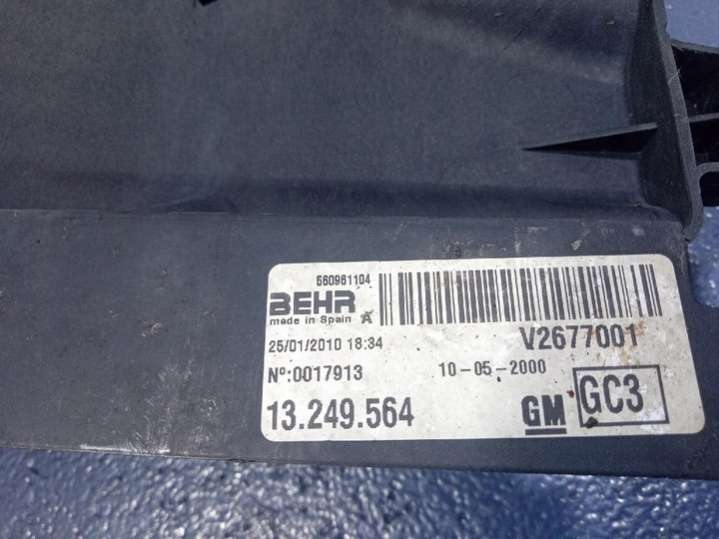 560961104
BEHR
made in Spain A
25/01/2010 18:34
V2677001
Nº:0017913
10-05-2000
13.249.564
GM
GC3